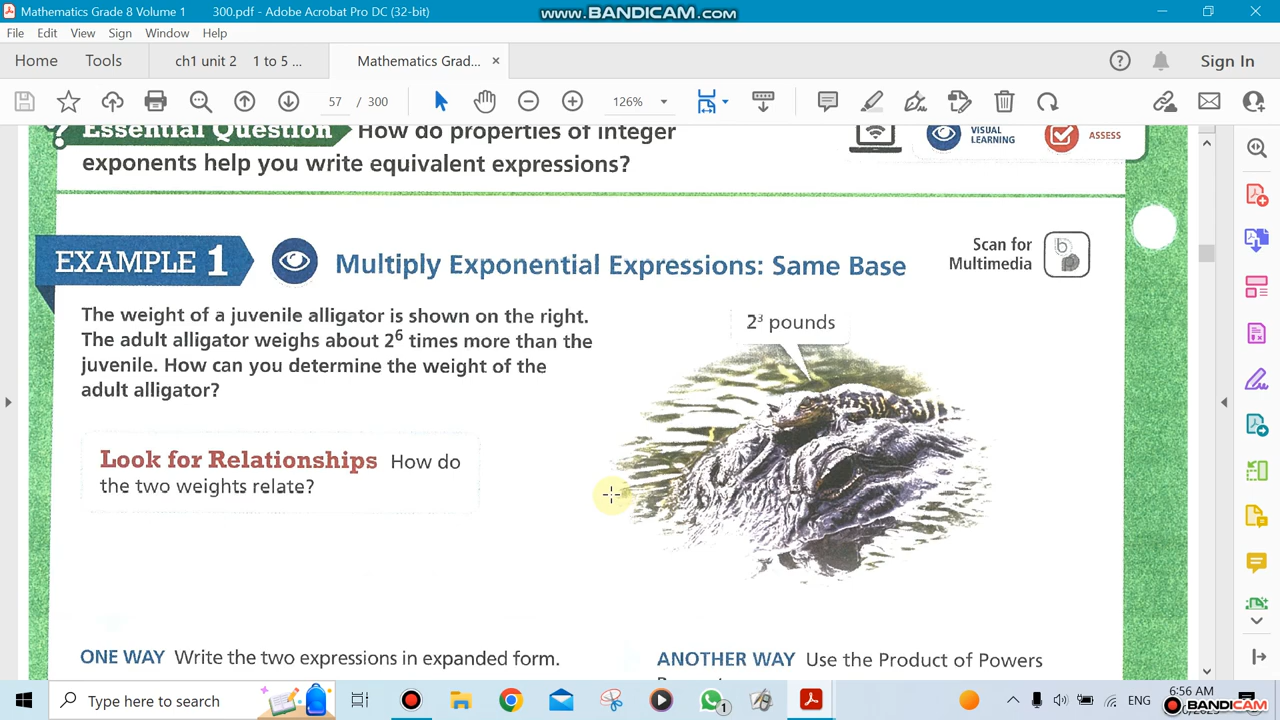 Mathematics Grade 8 Volume 1 300.pdf - Adobe Acrobat Pro DC (32-bit)
www.BANDICAM.com
File Edit View Sign Window Help
Home Tools ch1 unit 2 1 to 5 ... Mathematics Grad... × Sign In
57 / 300 126%
Essential Question How do properties of integer
exponents help you write equivalent expressions?
VISUAL
LEARNING
ASSESS
EXAMPLE 1 Multiply Exponential Expressions: Same Base
Scan for
Multimedia
The weight of a juvenile alligator is shown on the right.
The adult alligator weighs about 2⁶ times more than the
juvenile. How can you determine the weight of the
adult alligator?
2³ pounds
Look for Relationships How do
the two weights relate?
ONE WAY Write the two expressions in expanded form.
ANOTHER WAY Use the Product of Powers
Type here to search
1
ENG
6:56 AM
BANDICAM